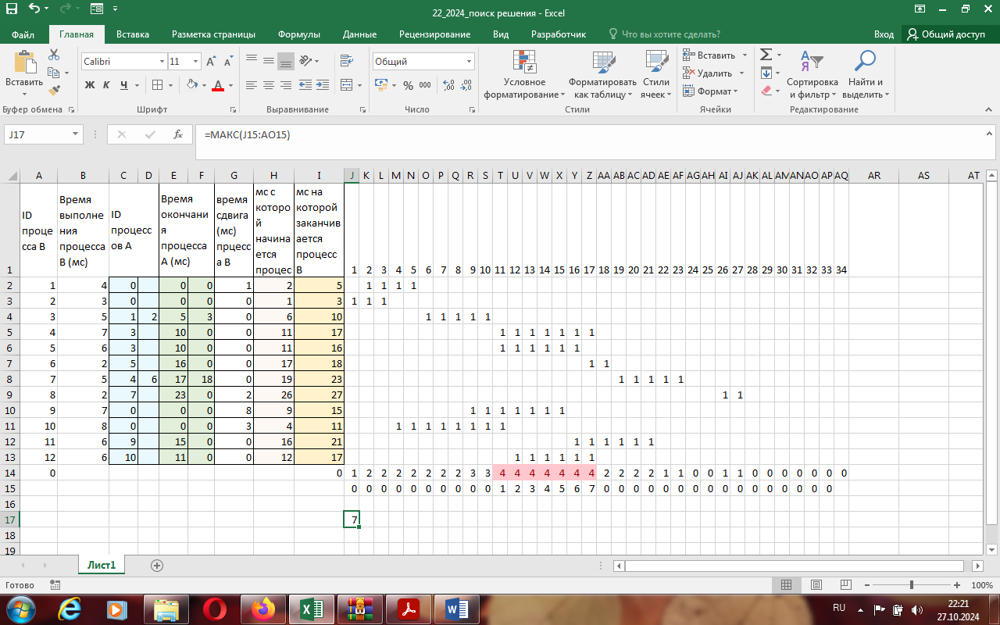 22_2024_поиск решения - Excel
Файл Главная Вставка Разметка страницы Формулы Данные Рецензирование Вид Разработчик Что вы хотите сделать? Вход Общий доступ
Вставить
Calibri 11
Общий
Условное форматирование
Форматировать как таблицу
Стили ячеек
Вставить
Удалить
Формат
Сортировка и фильтр
Найти и выделить
Ж К Ч А % 000
Буфер обмена Шрифт Выравнивание Число Стили Ячейки Редактирование
J17 fx =МАКС(J15:AO15)
A B C D E F G H I J K L M N O P Q R S T U V W X Y Z AA AB AC AD AE AF AG AH AI AJ AK AL AM AN AO AP AQ AR AS AT
ID
проце
сса B
Время
выполне
ния
процесса
B (мс)
ID
процесс
ов A
Время
окончани
я
процесса
A (мс)
время
сдвига
(мс)
прцесс
а B
мс с
которо
й
начина
ется
процес
мс на
которой
заканчив
ается
процесс
B
1 1 2 3 4 5 6 7 8 9 10 11 12 13 14 15 16 17 18 19 20 21 22 23 24 25 26 27 28 29 30 31 32 33 34
2 1 4 0 0 0 1 2 5 1 1 1 1
3 2 3 0 0 0 0 1 3 1 1 1
4 3 5 1 2 5 3 0 6 10 1 1 1 1 1
5 4 7 3 10 0 0 11 17 1 1 1 1 1 1 1
6 5 6 3 10 0 0 11 16 1 1 1 1 1 1
7 6 2 5 16 0 0 17 18 1 1
8 7 5 4 6 17 18 0 19 23 1 1 1 1 1
9 8 2 7 23 0 2 26 27 1 1
10 9 7 0 0 0 8 9 15 1 1 1 1 1 1 1
11 10 8 0 0 0 3 4 11 1 1 1 1 1 1 1 1
12 11 6 9 15 0 0 16 21 1 1 1 1 1 1
13 12 6 10 11 0 0 12 17 1 1 1 1 1 1
14 0 0 1 2 2 2 2 2 2 2 3 3 4 4 4 4 4 4 4 2 2 2 2 1 1 0 0 1 1 0 0 0 0 0 0 0
15 0 0 0 0 0 0 0 0 0 0 1 2 3 4 5 6 7 0 0 0 0 0 0 0 0 0 0 0 0 0 0 0 0
16
17 7
18
19
Лист1
Готово 100%
RU 22:21
27.10.2024